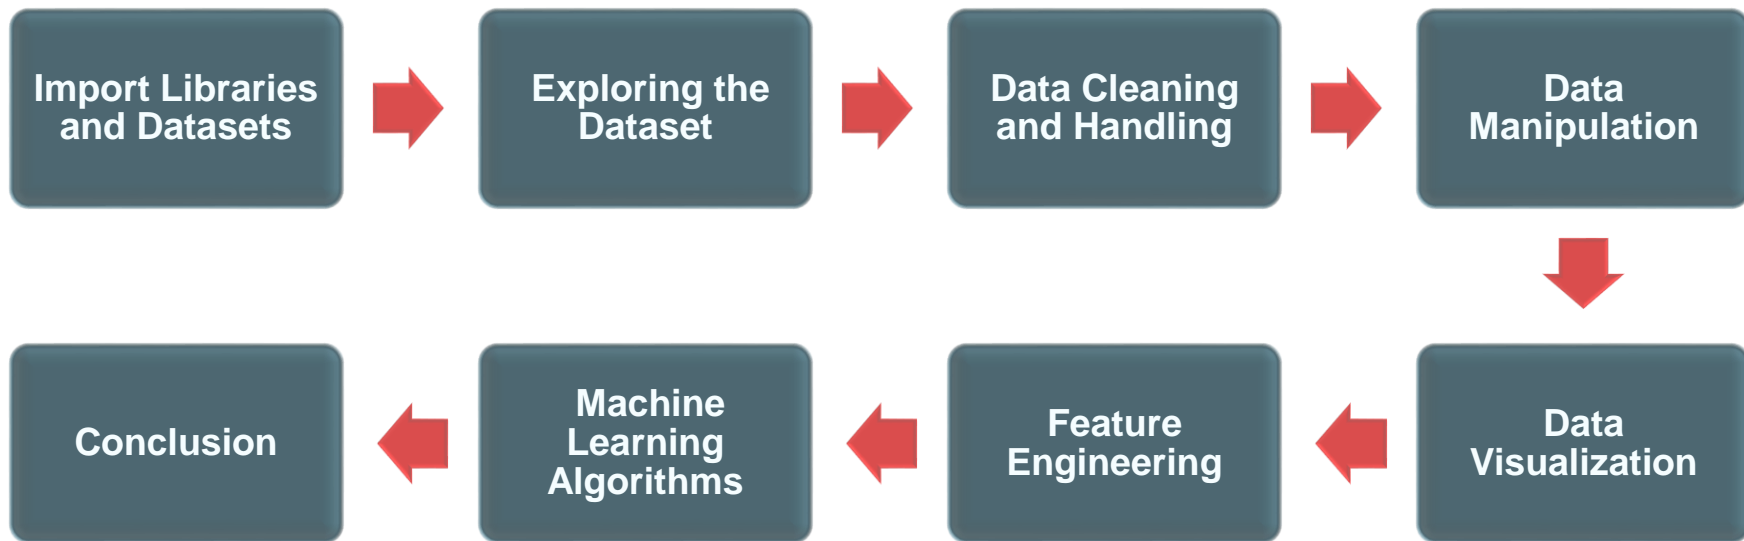 Import Libraries
and Datasets
Exploring the
Dataset
Data Cleaning
and Handling
Data
Manipulation
Data
Visualization
Feature
Engineering
Machine
Learning
Algorithms
Conclusion